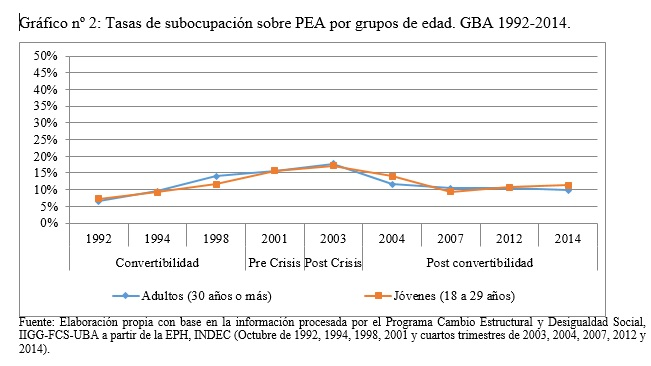 Gráfico nº 2: Tasas de subocupación sobre PEA por grupos de edad. GBA 1992-2014.
50%
45%
40%
35%
30%
25%
20%
15%
10%
5%
0%
1992 1994 1998 2001 2003 2004 2007 2012 2014
Convertibilidad Pre Crisis Post Crisis Post convertibilidad
Adultos (30 años o más) Jóvenes (18 a 29 años)
Fuente: Elaboración propia con base en la información procesada por el Programa Cambio Estructural y Desigualdad Social,
IIGG-FCS-UBA a partir de la EPH, INDEC (Octubre de 1992, 1994, 1998, 2001 y cuartos trimestres de 2003, 2004, 2007, 2012 y
2014).